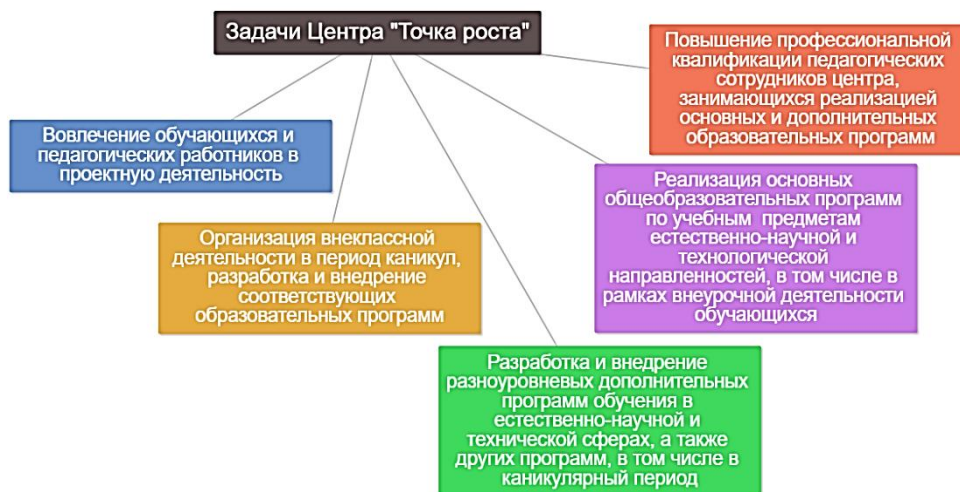 Задачи Центра "Точка роста"
Повышение профессиональной
квалификации педагогических
сотрудников центра,
занимающихся реализацией
основных и дополнительных
образовательных программ
Вовлечение обучающихся и
педагогических работников в
проектную деятельность
Реализация основных
общеобразовательных программ
по учебным предметам
естественно-научной и
технологической
направленностей, в том числе в
рамках внеурочной деятельности
обучающихся
Организация внеклассной
деятельности в период каникул,
разработка и внедрение
соответствующих
образовательных программ
Разработка и внедрение
разноуровневых дополнительных
программ обучения в
естественно-научной и
технической сферах, а также
других программ, в том числе в
каникулярный период